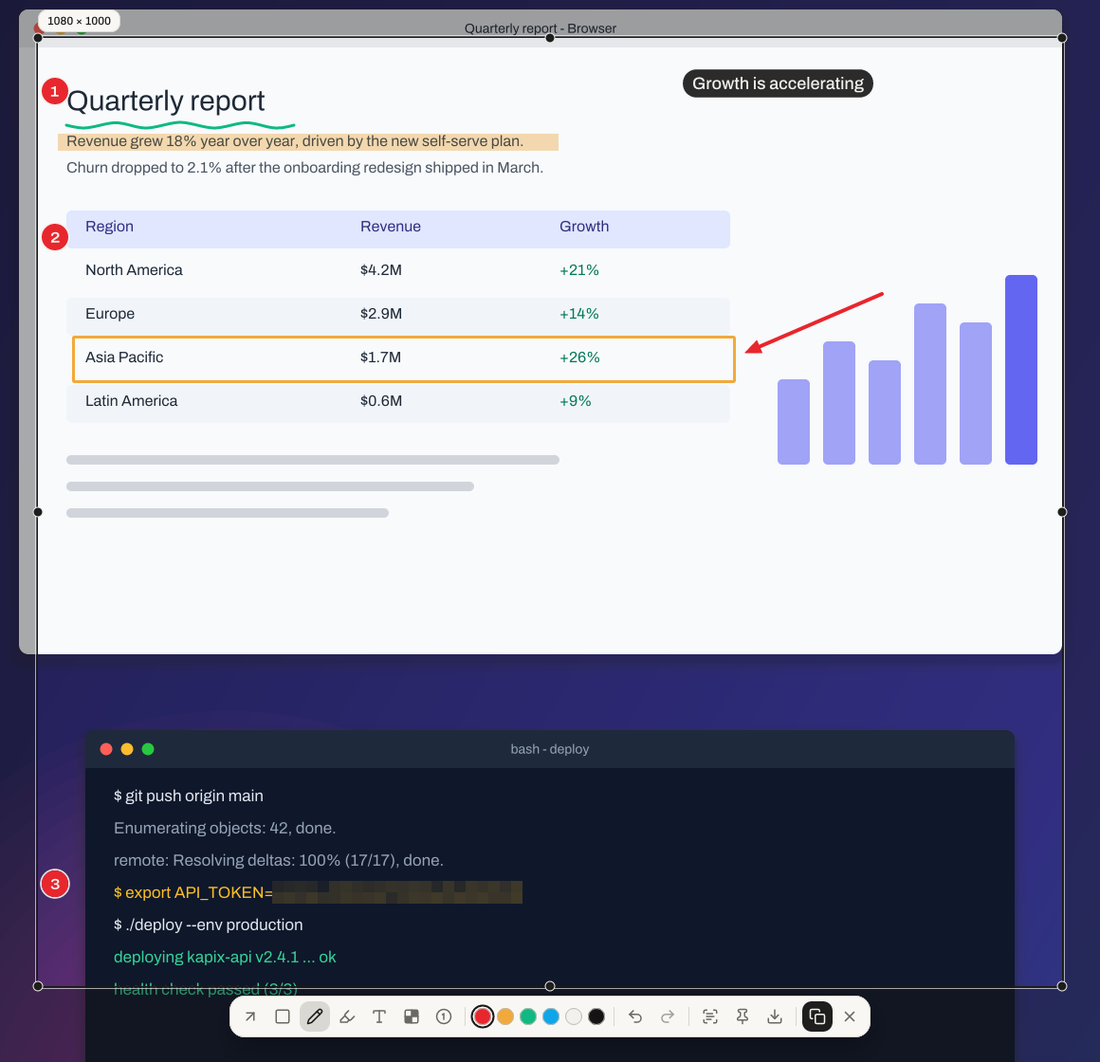 1080 × 1000
Quarterly report - Browser
1
Quarterly report
Growth is accelerating
Revenue grew 18% year over year, driven by the new self-serve plan.
Churn dropped to 2.1% after the onboarding redesign shipped in March.
2
Region Revenue Growth
North America $4.2M +21%
Europe $2.9M +14%
Asia Pacific $1.7M +26%
Latin America $0.6M +9%
bash - deploy
$ git push origin main
Enumerating objects: 42, done.
remote: Resolving deltas: 100% (17/17), done.
3
$ export API_TOKEN=
$ ./deploy --env production
deploying kapix-api v2.4.1 ... ok
health check passed (3/3)
T 1